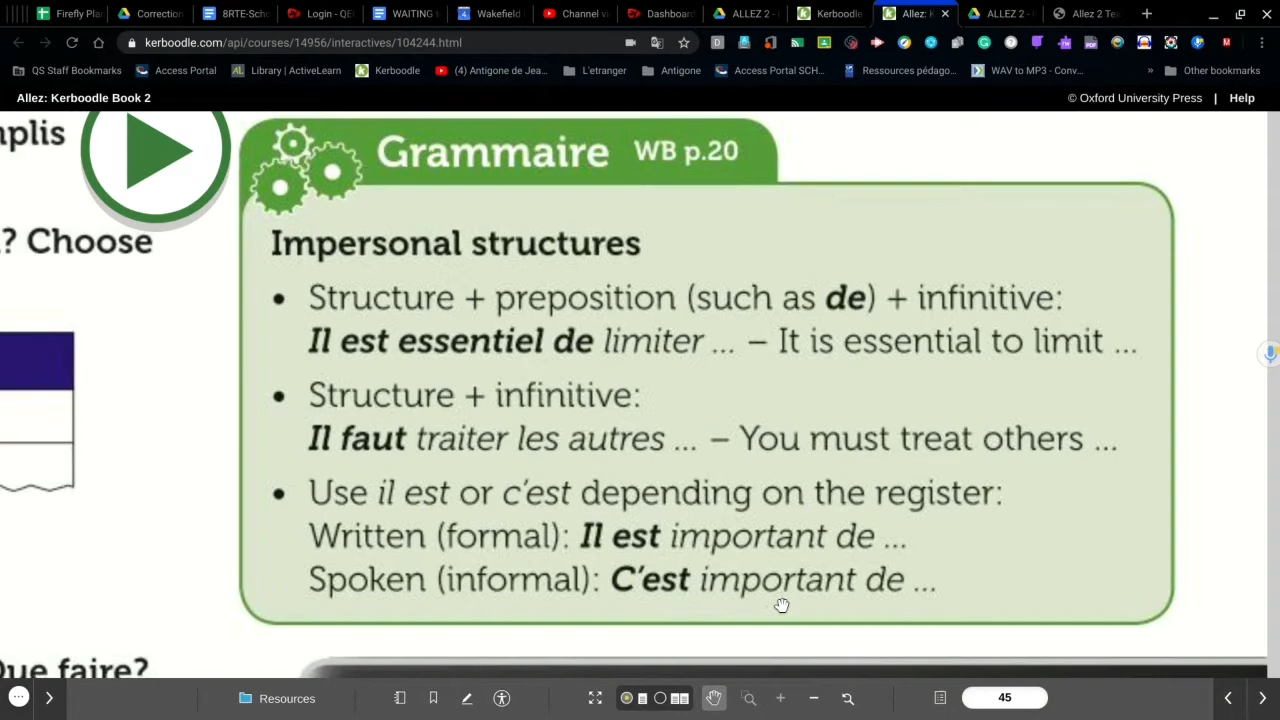 Firefly Plan
Correction
8RTE-Scho
Login - QE
WAITING
Wakefield
Channel vi
Dashboard
ALLEZ 2 -
Kerboodle
Allez: K
ALLEZ 2 -
Allez 2 Tea
kerboodle.com/api/courses/14956/interactives/104244.html
QS Staff Bookmarks
Access Portal
Library | ActiveLearn
Kerboodle
(4) Antigone de Jea...
L'etranger
Antigone
Access Portal SCH...
Ressources pédago...
WAV to MP3 - Conv...
» Other bookmarks
Allez: Kerboodle Book 2
© Oxford University Press | Help
nplis
Grammaire WB p.20
? Choose
Impersonal structures
• Structure + preposition (such as de) + infinitive:
Il est essentiel de limiter ... – It is essential to limit ...
• Structure + infinitive:
Il faut traiter les autres ... – You must treat others ...
• Use il est or c'est depending on the register:
Written (formal): Il est important de ...
Spoken (informal): C'est important de ...
Que faire?
Resources
45